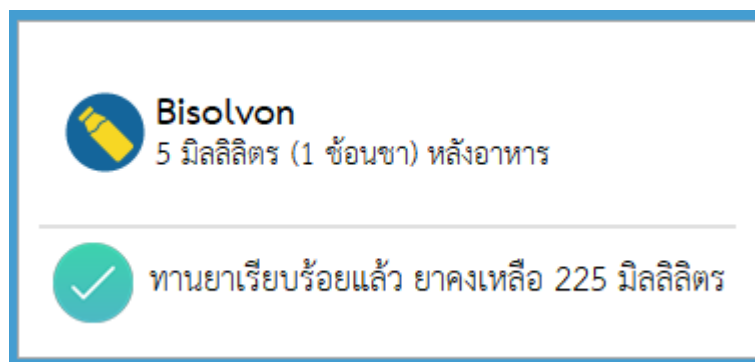 Bisolvon
5 มิลลิลิตร (1 ช้อนชา) หลังอาหาร
ทานยาเรียบร้อยแล้ว ยาคงเหลือ 225 มิลลิลิตร